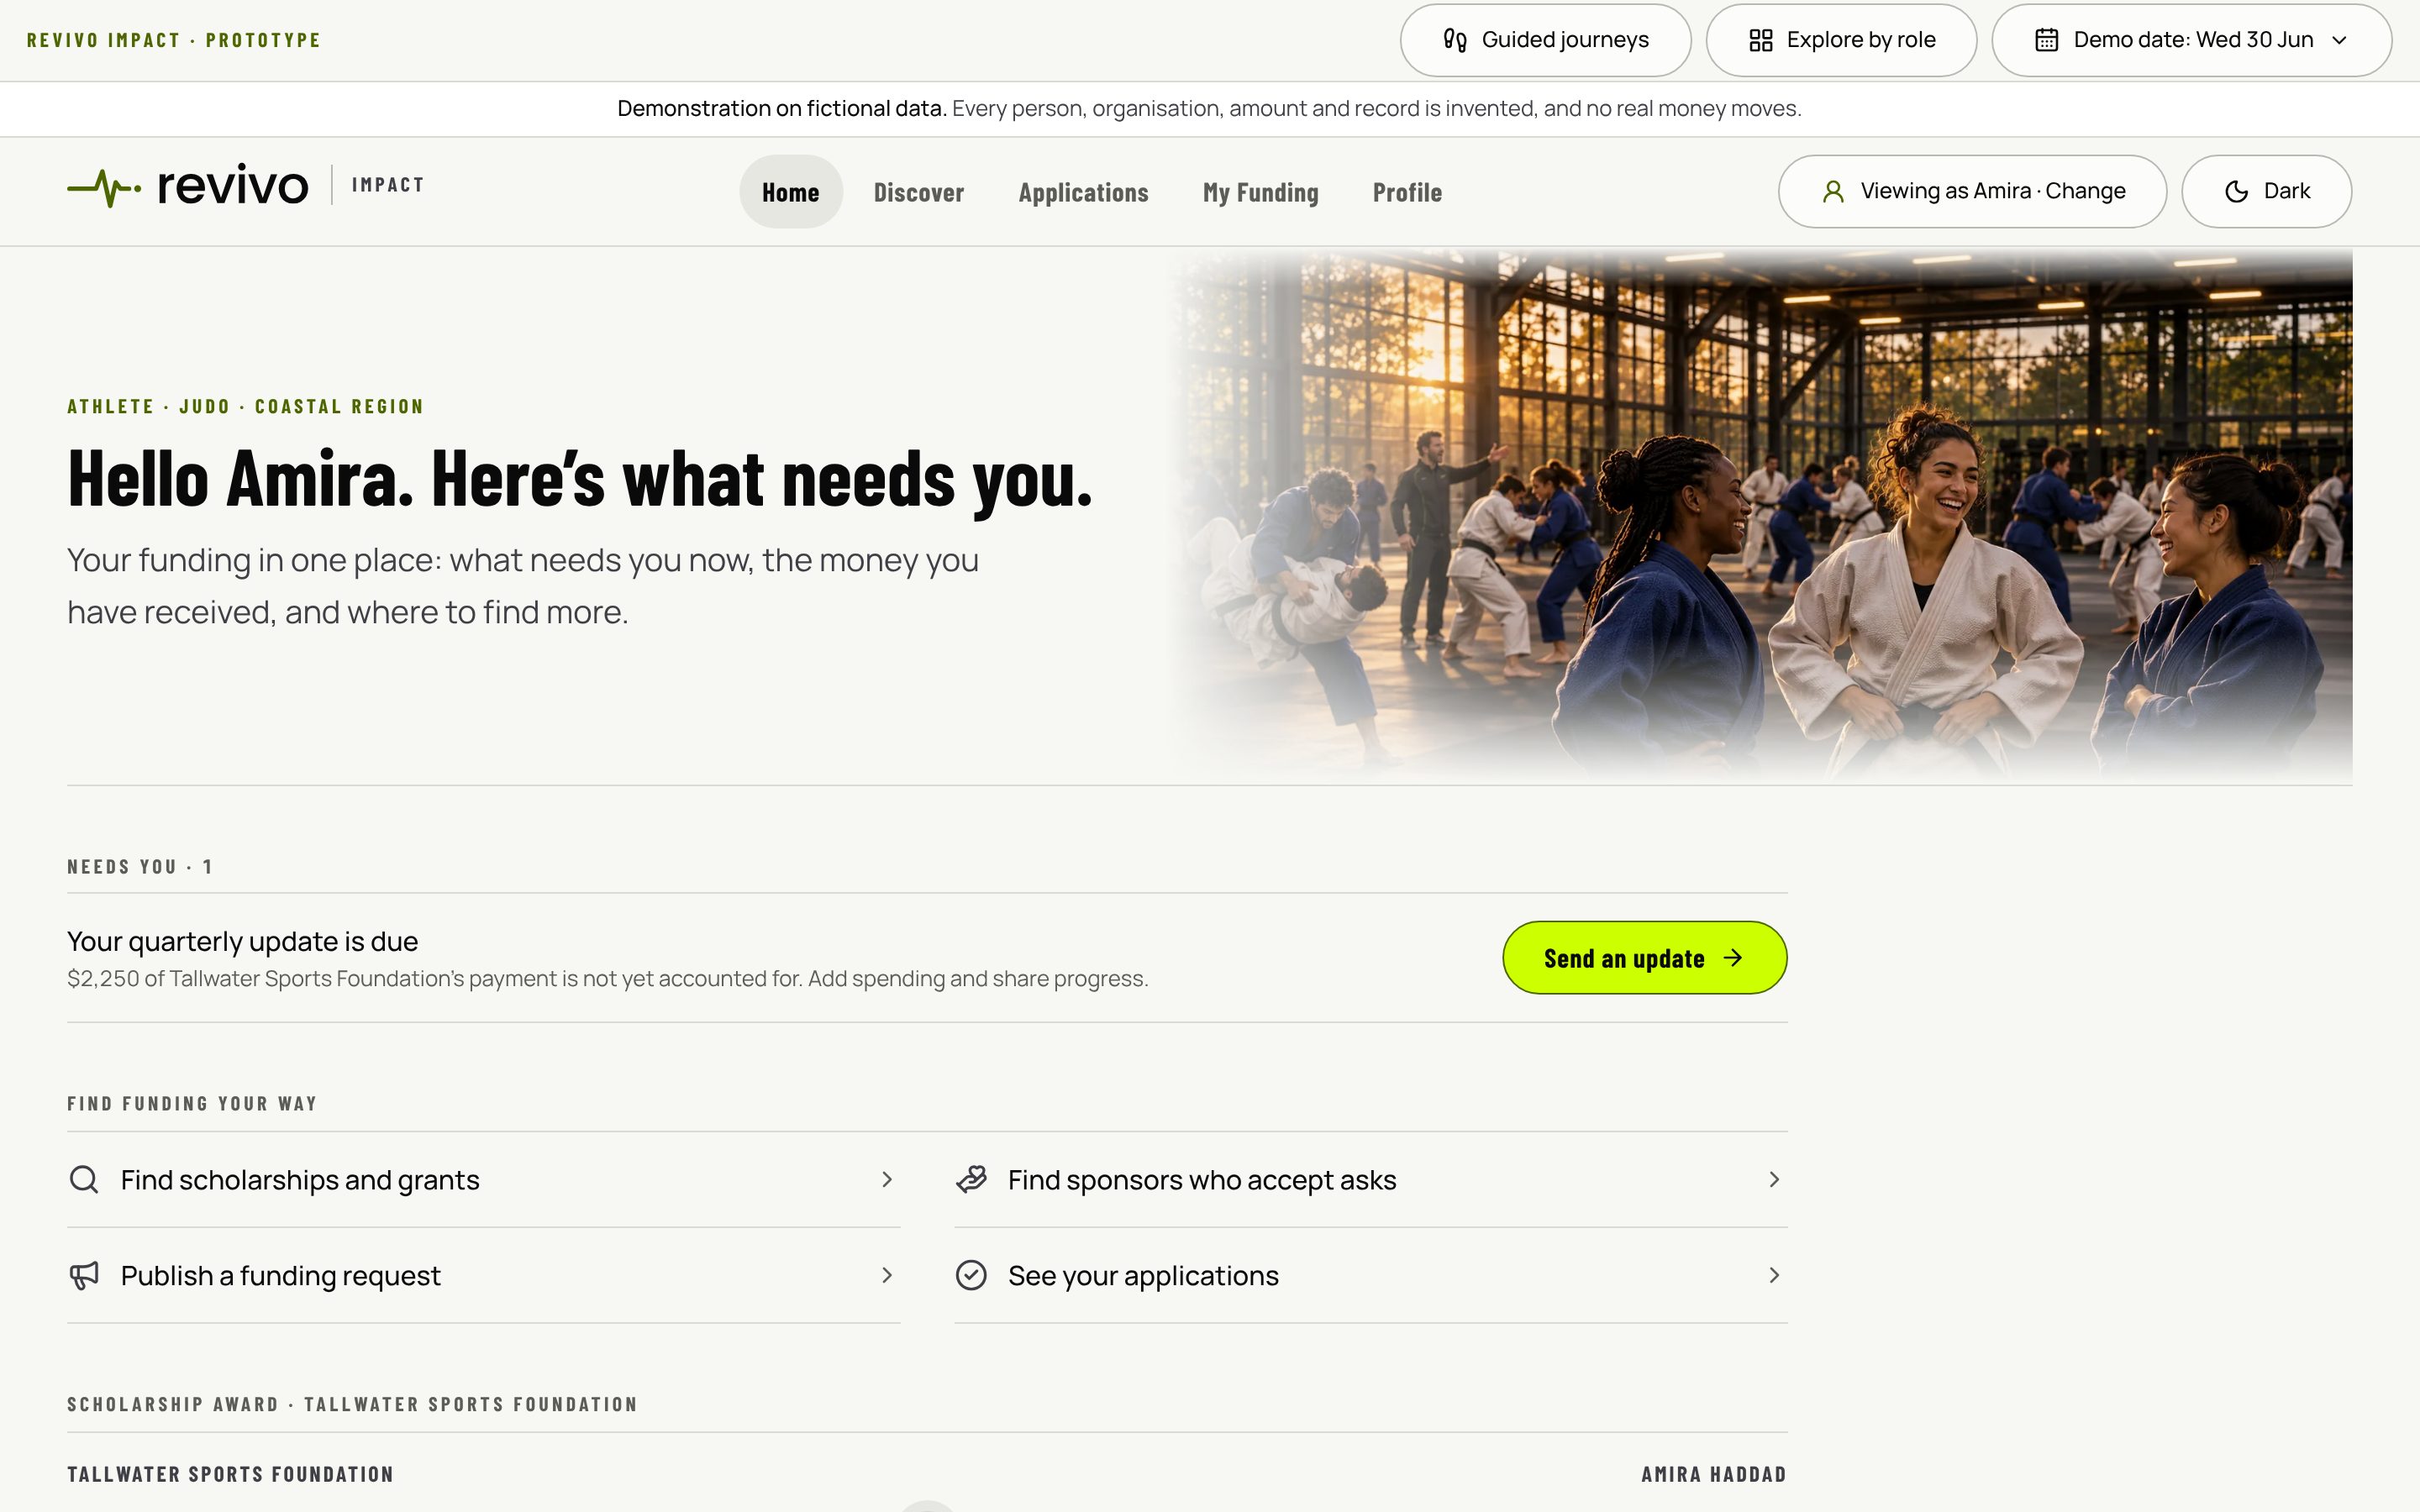 REVIVO IMPACT · PROTOTYPE
Guided journeys
Explore by role
Demo date: Wed 30 Jun
Demonstration on fictional data. Every person, organisation, amount and record is invented, and no real money moves.
revivo
IMPACT
Home
Discover
Applications
My Funding
Profile
Viewing as Amira · Change
Dark
ATHLETE · JUDO · COASTAL REGION
Hello Amira. Here’s what needs you.
Your funding in one place: what needs you now, the money you
have received, and where to find more.
NEEDS YOU · 1
Your quarterly update is due
$2,250 of Tallwater Sports Foundation’s payment is not yet accounted for. Add spending and share progress.
Send an update
FIND FUNDING YOUR WAY
Find scholarships and grants
Find sponsors who accept asks
Publish a funding request
See your applications
SCHOLARSHIP AWARD · TALLWATER SPORTS FOUNDATION
TALLWATER SPORTS FOUNDATION
AMIRA HADDAD